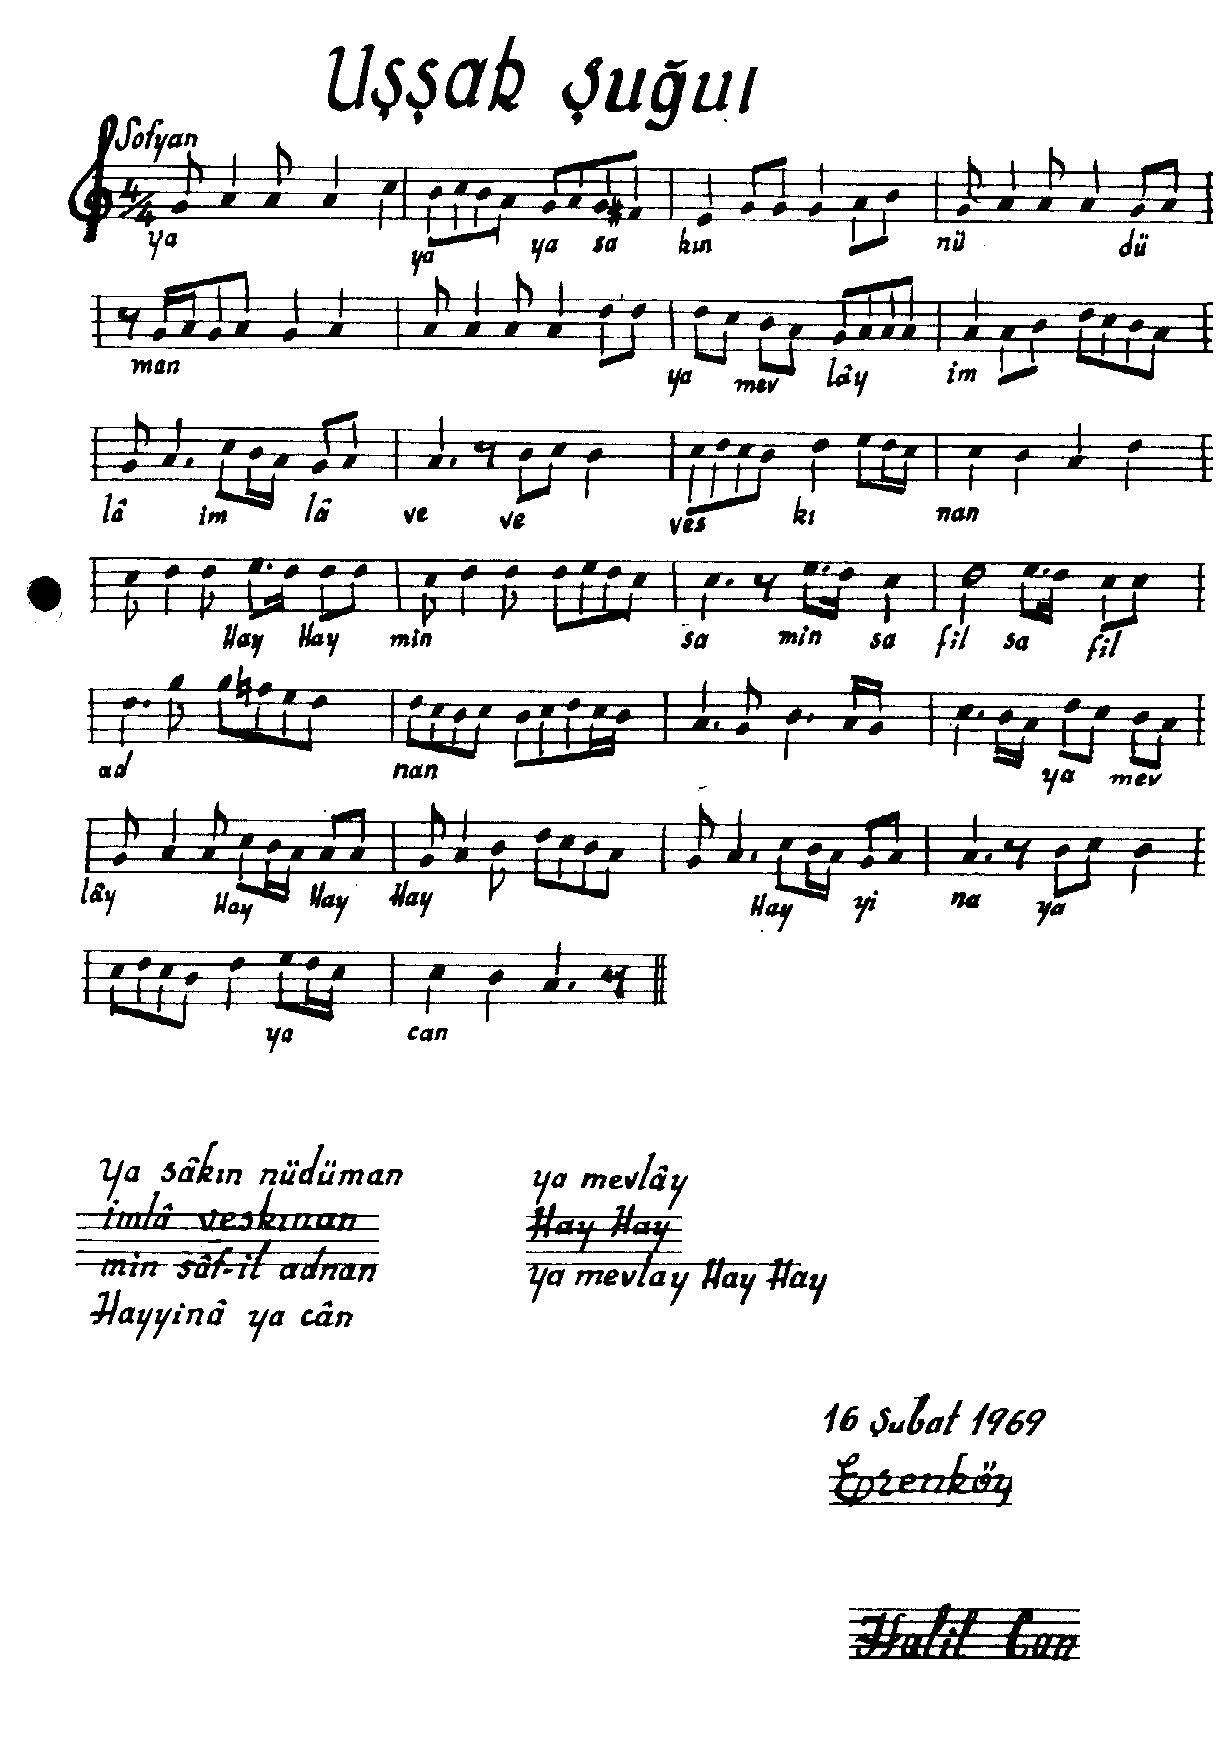 Uşşak Şuğul
Sofyan
4/4
ya ya ya sa kın nü dü
man ya mev lây im
lâ im lâ ve ve ves kı nan
Hay Hay min sa min sa fil sa fil
ad nan ya mev
lây Hay Hay Hay Hay yi na ya
ya can
ya sâkın nüdüman
imlâ veskınan
min sâf-il adnan
Hayyinâ ya cân
ya mevlây
Hay Hay
ya mevlay Hay Hay
16 Şubat 1969
Erenköy
Halil Can